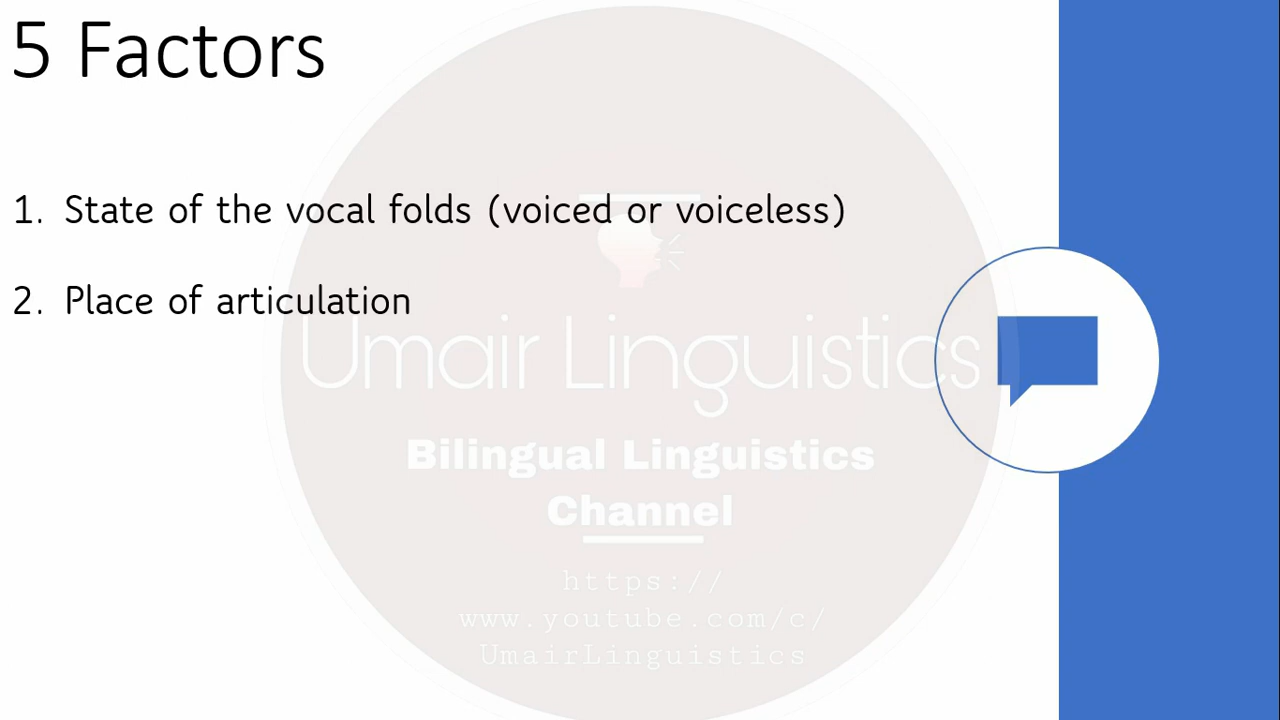 5 Factors
1. State of the vocal folds (voiced or voiceless)
2. Place of articulation
Umair Linguistics
Bilingual Linguistics
Channel
https://
www.youtube.com/c/
UmairLinguistics